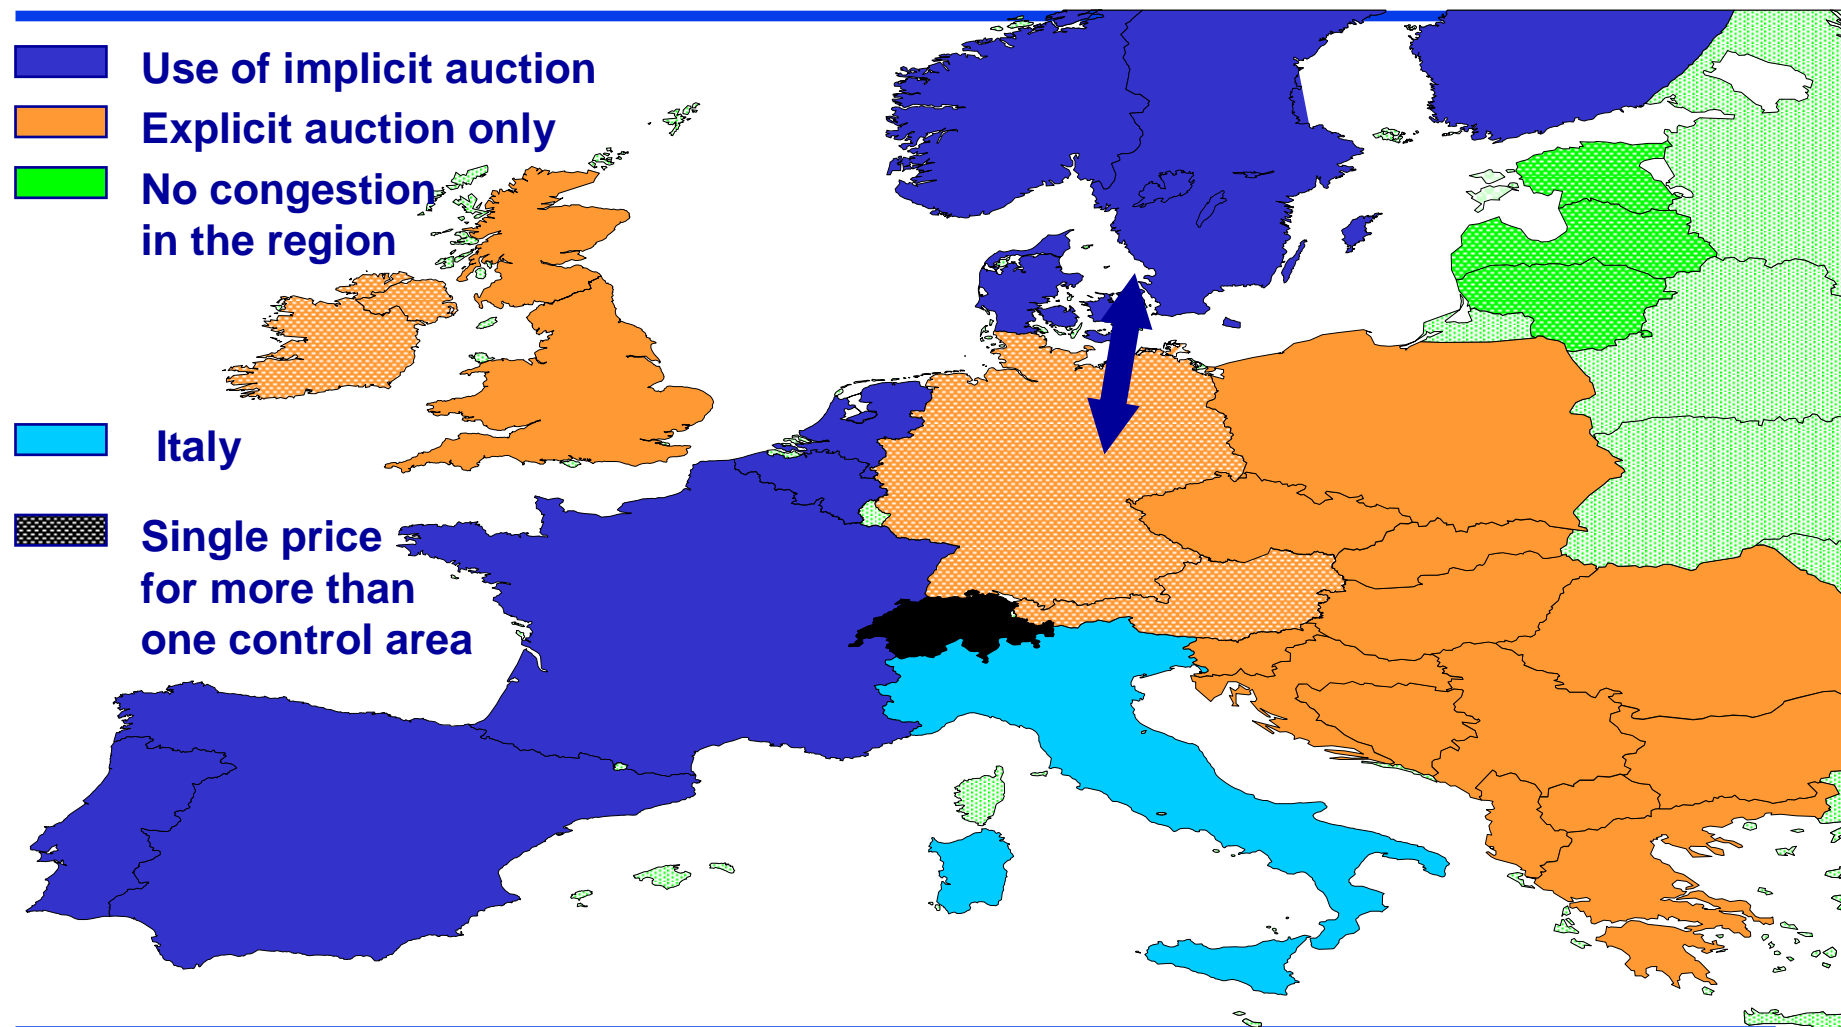 Use of implicit auction
Explicit auction only
No congestion
in the region
Italy
Single price
for more than
one control area